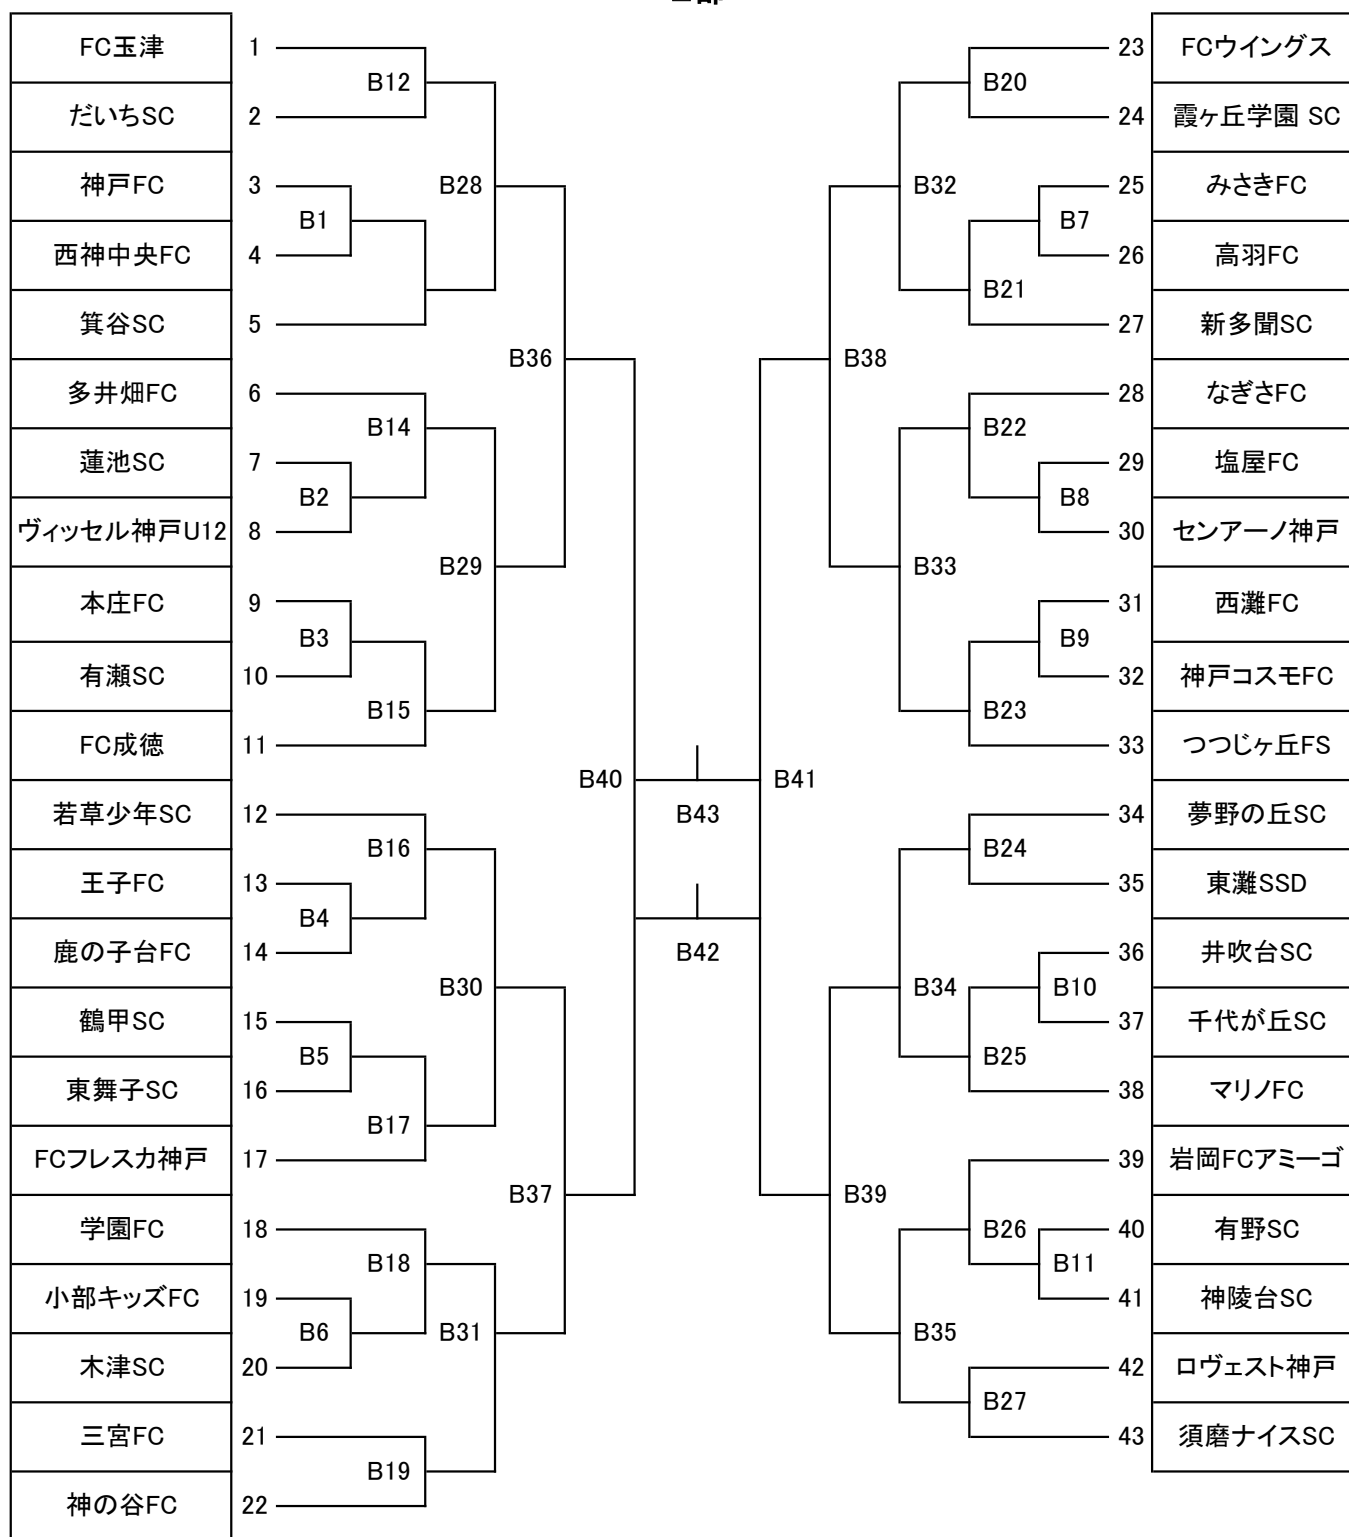 FC玉津 1
だいちSC 2
神戸FC 3
西神中央FC 4
箕谷SC 5
多井畑FC 6
蓮池SC 7
ヴィッセル神戸U12 8
本庄FC 9
有瀬SC 10
FC成徳 11
若草少年SC 12
王子FC 13
鹿の子台FC 14
鶴甲SC 15
東舞子SC 16
FCフレスカ神戸 17
学園FC 18
小部キッズFC 19
木津SC 20
三宮FC 21
神の谷FC 22
B12
B1
B14
B2
B3
B15
B16
B4
B5
B17
B18
B6
B19
B28
B29
B30
B31
B36
B37
B40
B43
B42
B41
B38
B39
B32
B33
B34
B35
B20
B7
B21
B22
B8
B9
B23
B24
B10
B25
B26
B11
B27
23 FCウイングス
24 霞ヶ丘学園 SC
25 みさきFC
26 高羽FC
27 新多聞SC
28 なぎさFC
29 塩屋FC
30 センアーノ神戸
31 西灘FC
32 神戸コスモFC
33 つつじヶ丘FS
34 夢野の丘SC
35 東灘SSD
36 井吹台SC
37 千代が丘SC
38 マリノFC
39 岩岡FCアミーゴ
40 有野SC
41 神陵台SC
42 ロヴェスト神戸
43 須磨ナイスSC